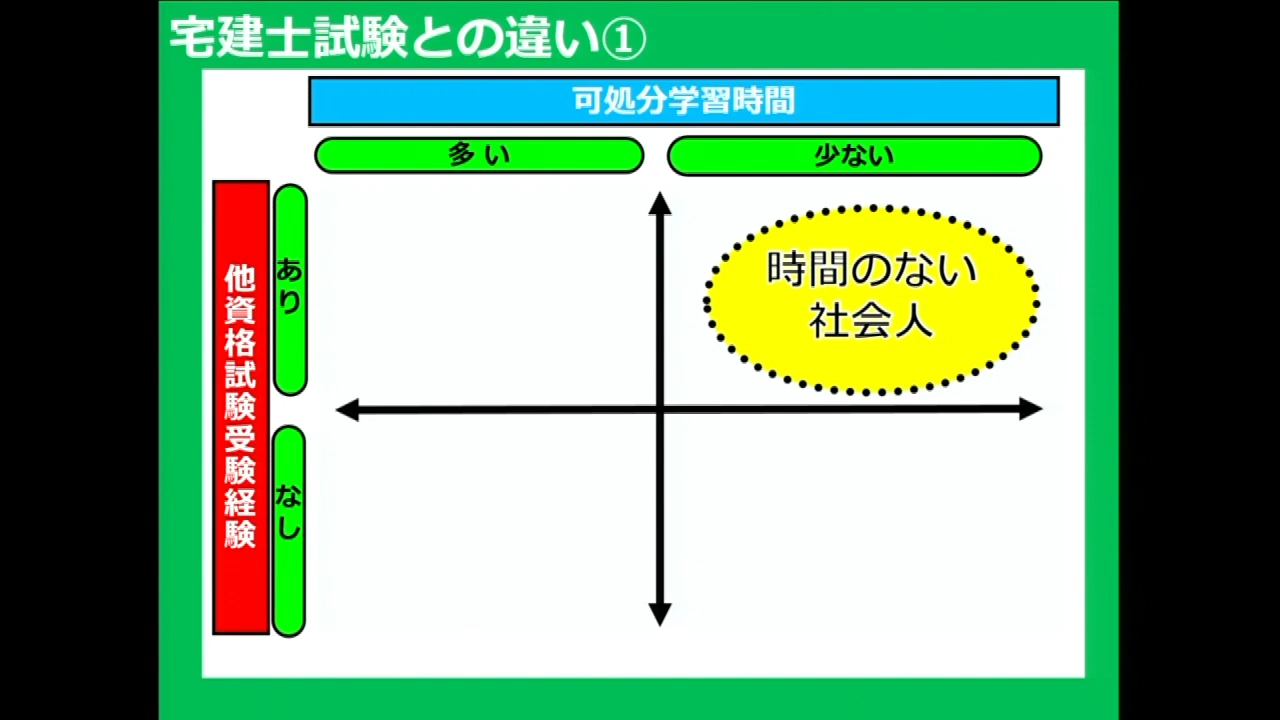 宅建士試験との違い①
可処分学習時間
多い
少ない
他資格試験受験経験
あり
時間のない
社会人
なし